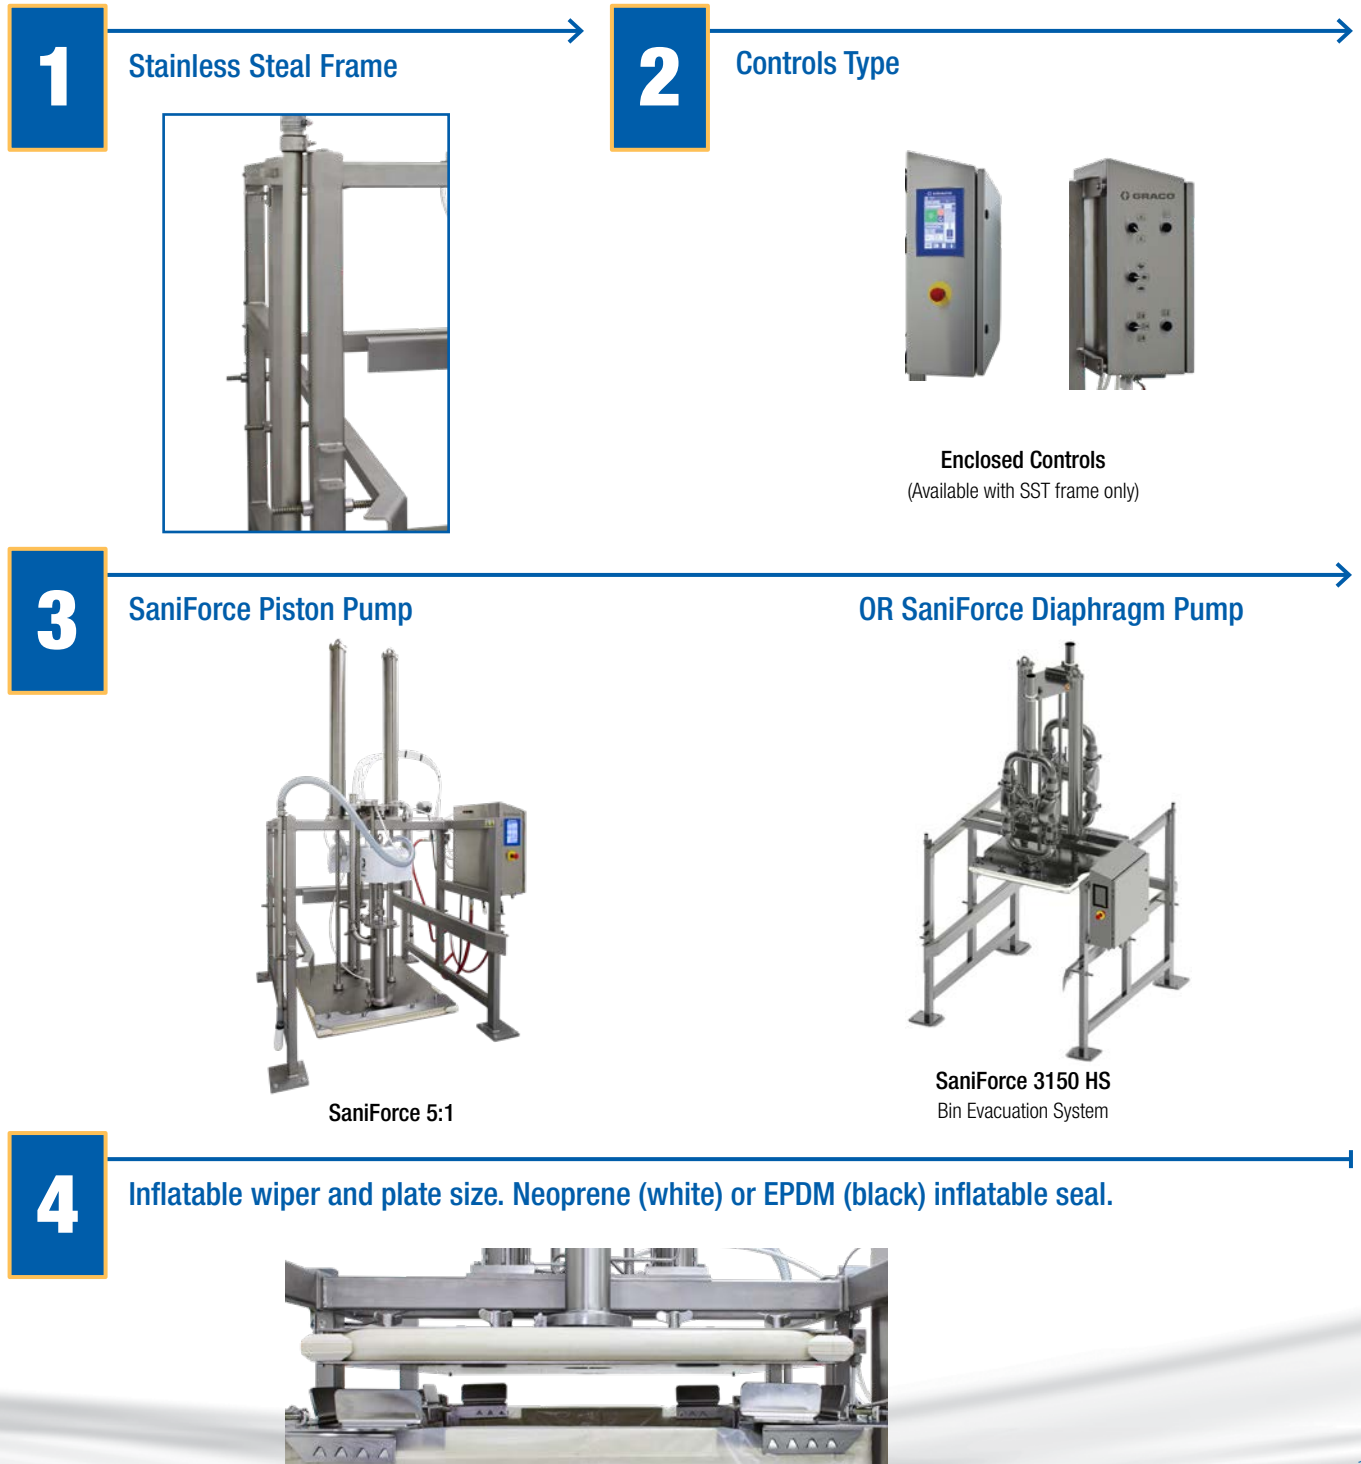 1
Stainless Steal Frame
2
Controls Type
GRACO
Enclosed Controls
(Available with SST frame only)
3
SaniForce Piston Pump
OR SaniForce Diaphragm Pump
SaniForce 5:1
SaniForce 3150 HS
Bin Evacuation System
4
Inflatable wiper and plate size. Neoprene (white) or EPDM (black) inflatable seal.